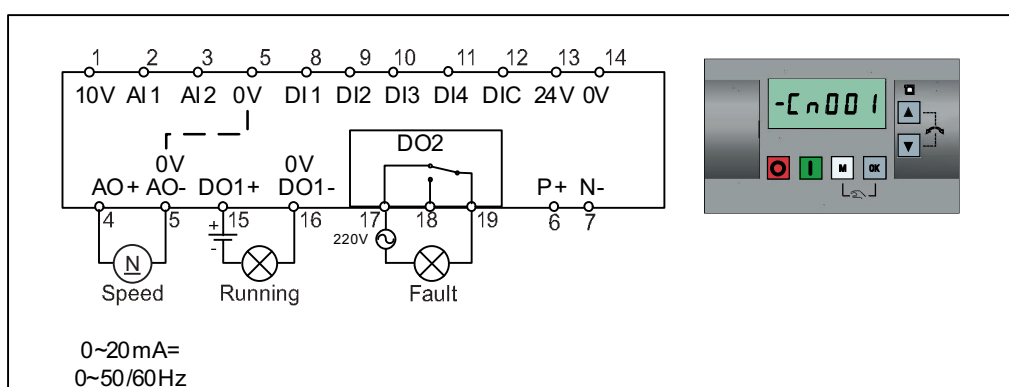 1 2 3 5 8 9 10 11 12 13 14
10V AI1 AI2 0V DI1 DI2 DI3 DI4 DIC 24V 0V
DO2
0V 0V
AO+ AO- DO1+ DO1- P+ N-
4 5 15 16 17 18 19 6 7
+
-
220V
N
Speed Running Fault
0~20mA=
0~50/60Hz
-Cn001
M OK